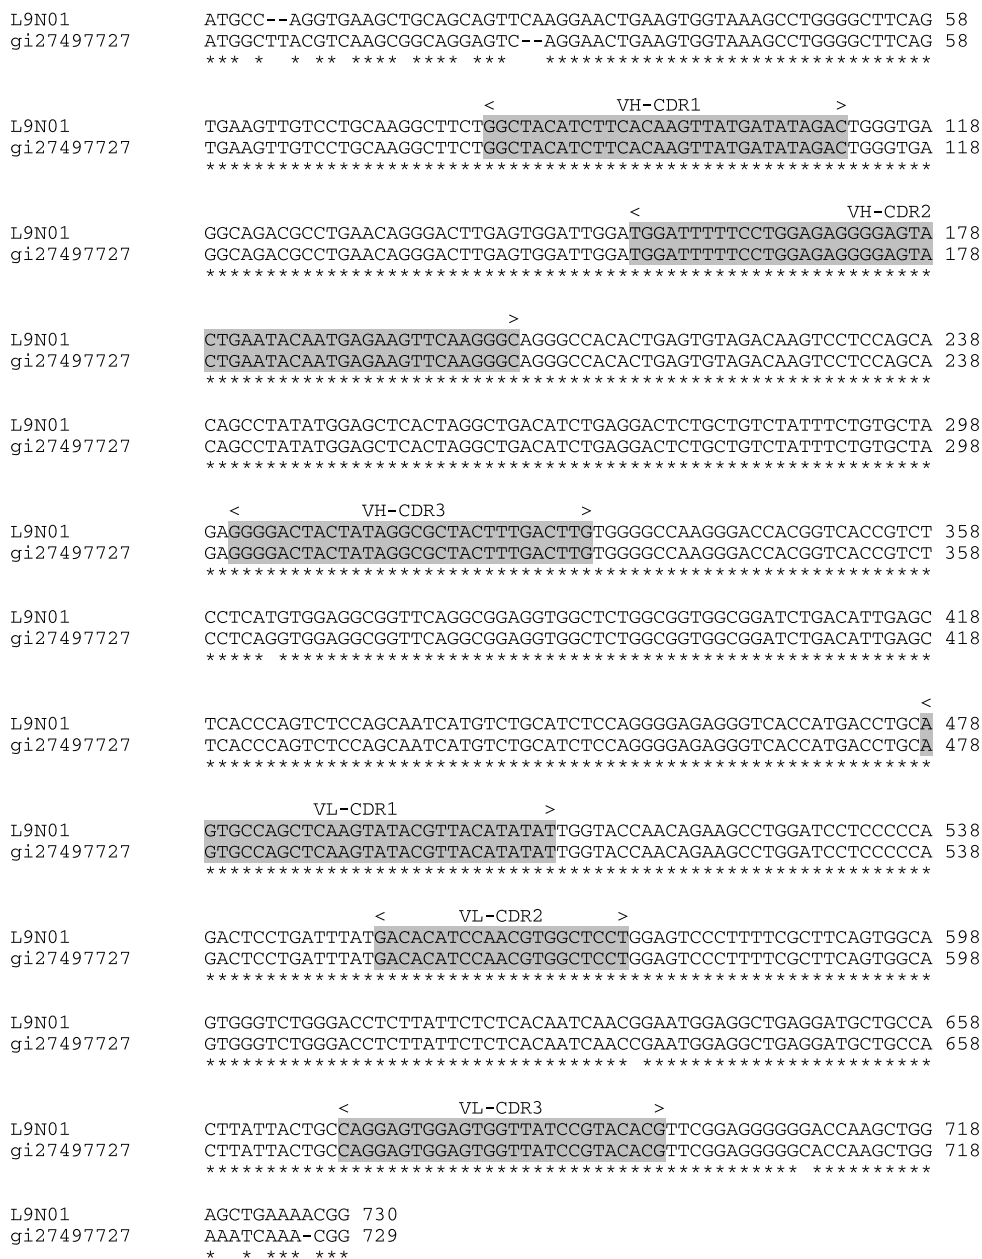 L9N01 ATGCC--AGGTGAAGCTGCAGCAGTTCAAGGAACTGAAGTGGTAAAGCCTGGGGCTTCAG 58
gi27497727 ATGGCTTACGTCAAGCGGCAGGAGTC--AGGAACTGAAGTGGTAAAGCCTGGGGCTTCAG 58
*** * * ** **** **** *** ********************************
< VH-CDR1 >
L9N01 TGAAGTTGTCCTGCAAGGCTTCTGGCTACATCTTCACAAGTTATGATATAGACTGGGTGA 118
gi27497727 TGAAGTTGTCCTGCAAGGCTTCTGGCTACATCTTCACAAGTTATGATATAGACTGGGTGA 118
************************************************************
< VH-CDR2
L9N01 GGCAGACGCCTGAACAGGGACTTGAGTGGATTGGATGGATTTTTCCTGGAGAGGGGAGTA 178
gi27497727 GGCAGACGCCTGAACAGGGACTTGAGTGGATTGGATGGATTTTTCCTGGAGAGGGGAGTA 178
************************************************************
>
L9N01 CTGAATACAATGAGAAGTTCAAGGGCAGGGCCACACTGAGTGTAGACAAGTCCTCCAGCA 238
gi27497727 CTGAATACAATGAGAAGTTCAAGGGCAGGGCCACACTGAGTGTAGACAAGTCCTCCAGCA 238
************************************************************
L9N01 CAGCCTATATGGAGCTCACTAGGCTGACATCTGAGGACTCTGCTGTCTATTTCTGTGCTA 298
gi27497727 CAGCCTATATGGAGCTCACTAGGCTGACATCTGAGGACTCTGCTGTCTATTTCTGTGCTA 298
************************************************************
< VH-CDR3 >
L9N01 GAGGGGACTACTATAGGCGCTACTTTGACTTGTGGGGCCAAGGGACCACGGTCACCGTCT 358
gi27497727 GAGGGGACTACTATAGGCGCTACTTTGACTTGTGGGGCCAAGGGACCACGGTCACCGTCT 358
************************************************************
L9N01 CCTCATGTGGAGGCGGTTCAGGCGGAGGTGGCTCTGGCGGTGGCGGATCTGACATTGAGC 418
gi27497727 CCTCAGGTGGAGGCGGTTCAGGCGGAGGTGGCTCTGGCGGTGGCGGATCTGACATTGAGC 418
***** ******************************************************
<
L9N01 TCACCCAGTCTCCAGCAATCATGTCTGCATCTCCAGGGGAGAGGGTCACCATGACCTGCA 478
gi27497727 TCACCCAGTCTCCAGCAATCATGTCTGCATCTCCAGGGGAGAGGGTCACCATGACCTGCA 478
************************************************************
VL-CDR1 >
L9N01 GTGCCAGCTCAAGTATACGTTACATATATTGGTACCAACAGAAGCCTGGATCCTCCCCCA 538
gi27497727 GTGCCAGCTCAAGTATACGTTACATATATTGGTACCAACAGAAGCCTGGATCCTCCCCCA 538
************************************************************
< VL-CDR2 >
L9N01 GACTCCTGATTTATGACACATCCAACGTGGCTCCTGGAGTCCCTTTTCGCTTCAGTGGCA 598
gi27497727 GACTCCTGATTTATGACACATCCAACGTGGCTCCTGGAGTCCCTTTTCGCTTCAGTGGCA 598
************************************************************
L9N01 GTGGGTCTGGGACCTCTTATTCTCTCACAATCAACGGAATGGAGGCTGAGGATGCTGCCA 658
gi27497727 GTGGGTCTGGGACCTCTTATTCTCTCACAATCAACCGAATGGAGGCTGAGGATGCTGCCA 658
*********************************** ************************
< VL-CDR3 >
L9N01 CTTATTACTGCCAGGAGTGGAGTGGTTATCCGTACACGTTCGGAGGGGGGACCAAGCTGG 718
gi27497727 CTTATTACTGCCAGGAGTGGAGTGGTTATCCGTACACGTTCGGAGGGGGCACCAAGCTGG 718
************************************************* **********
L9N01 AGCTGAAAACGG 730
gi27497727 AAATCAAA-CGG 729
* * *** ***